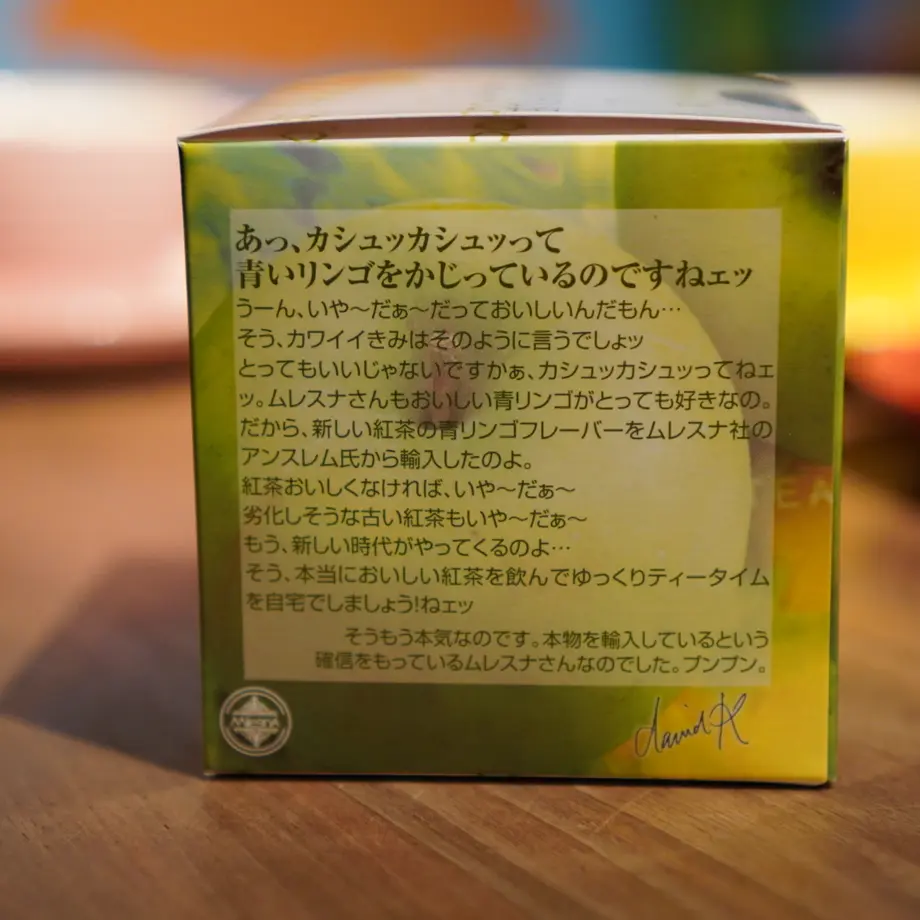 あっ、カシュッカシュッって
青いリンゴをかじっているのですねェッ
うーん、いや～だぁ～だっておいしいんだもん…
そう、カワイイきみはそのように言うでしょッ
とってもいいじゃないですかぁ、カシュッカシュッってねェ
ッ。ムレスナさんもおいしい青リンゴがとっても好きなの。
だから、新しい紅茶の青リンゴフレーバーをムレスナ社の
アンスレム氏から輸入したのよ。
紅茶おいしくなければ、いや～だぁ～
劣化しそうな古い紅茶もいや～だぁ～
もう、新しい時代がやってくるのよ…
そう、本当においしい紅茶を飲んでゆっくりティータイム
を自宅でしましょう!ねェッ
そうもう本気なのです。本物を輸入しているという
確信をもっているムレスナさんなのでした。プンプン。
david K